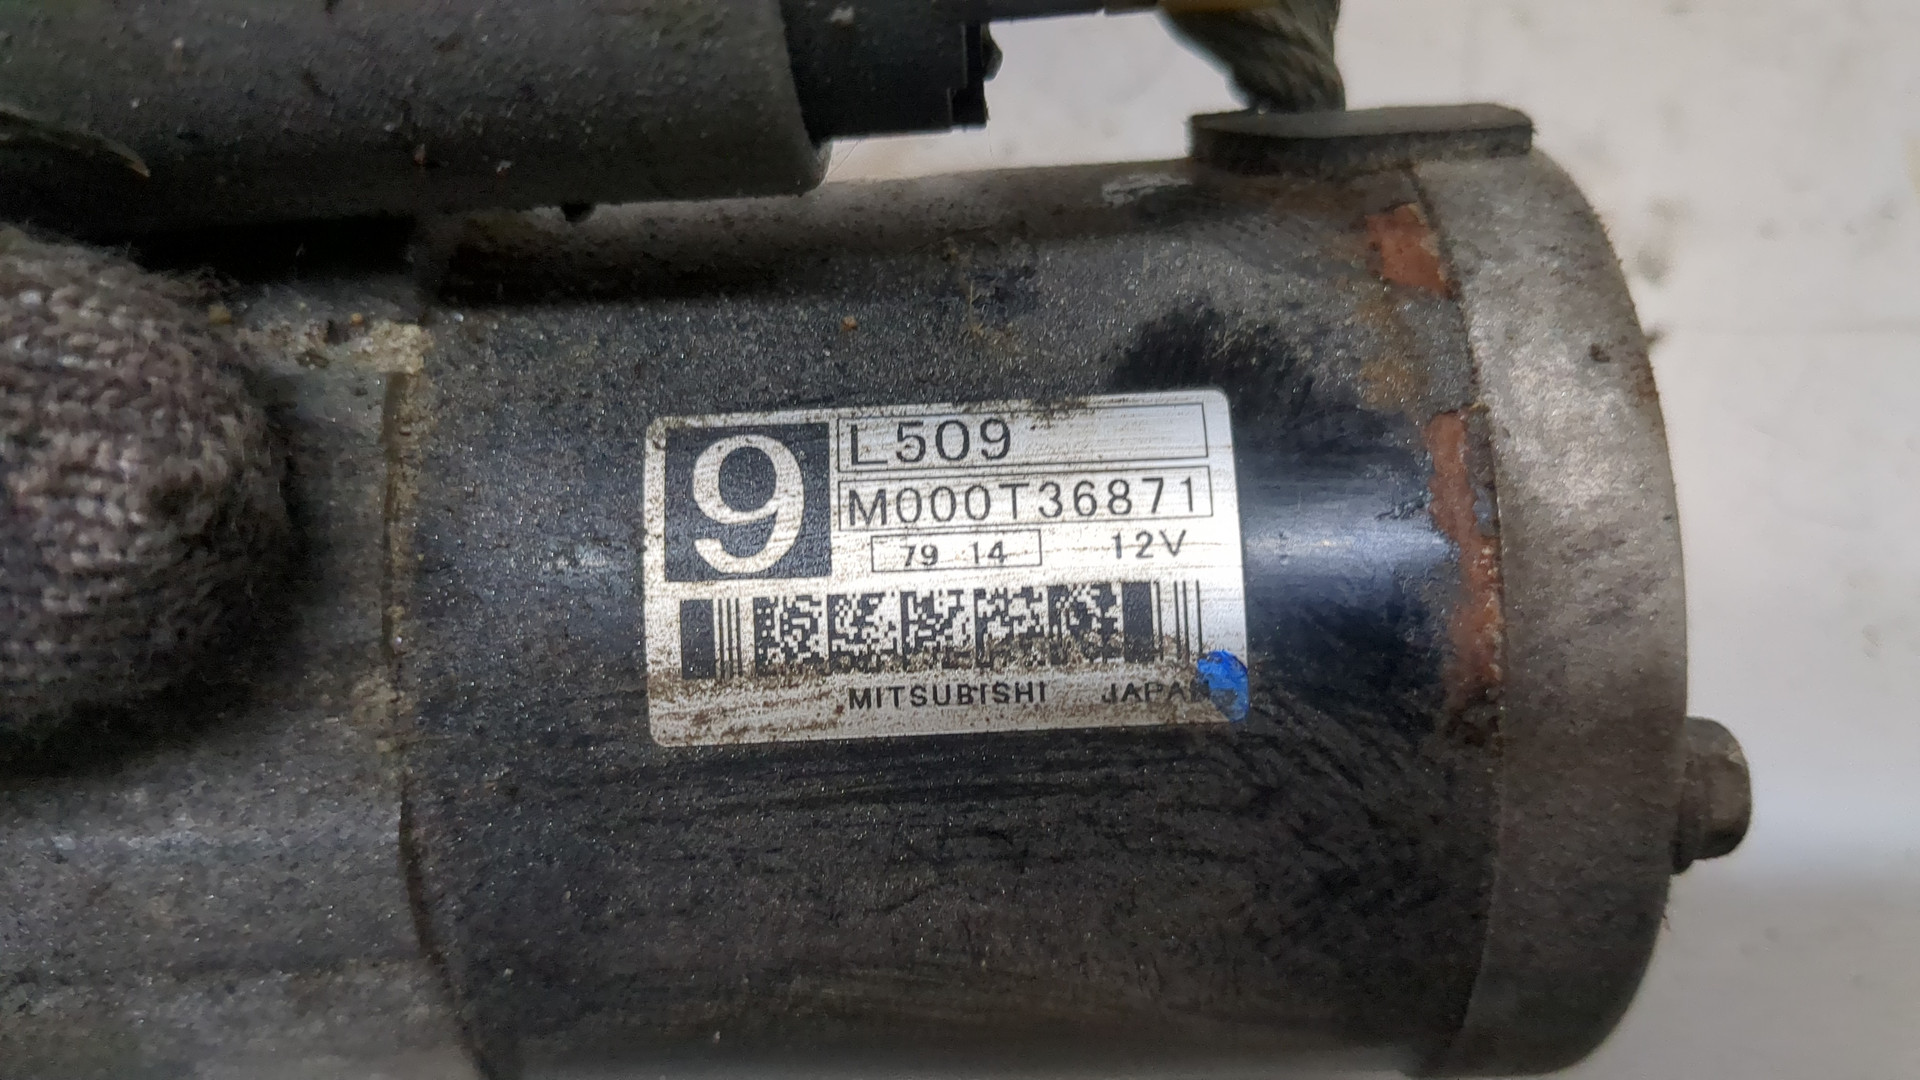 9
L509
M000T36871
79 14 12V
MITSUBISHI JAPAN